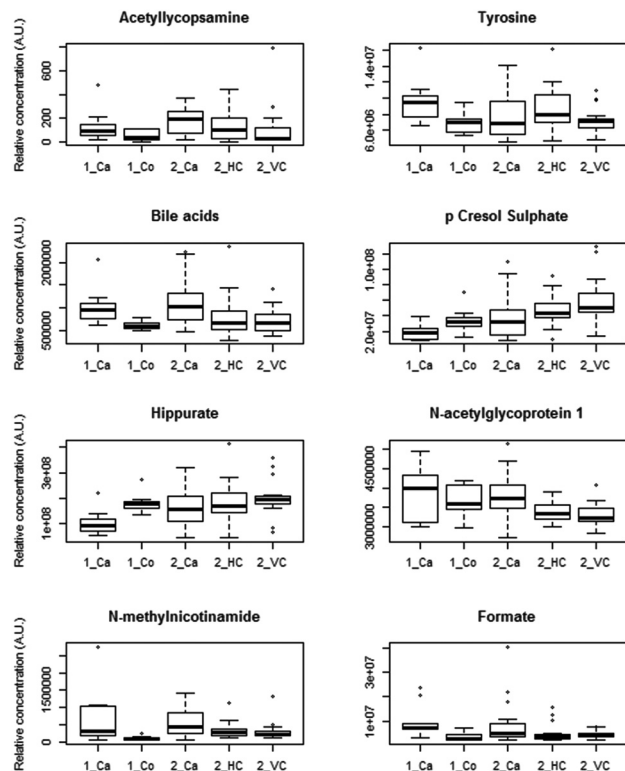 Acetyllycopsamine
Relative concentration (A.U.)
600
200
0
1_Ca 1_Co 2_Ca 2_HC 2_VC
Tyrosine
1.4e+07
6.0e+06
1_Ca 1_Co 2_Ca 2_HC 2_VC
Bile acids
Relative concentration (A.U.)
2000000
500000
1_Ca 1_Co 2_Ca 2_HC 2_VC
p Cresol Sulphate
1.0e+08
2.0e+07
1_Ca 1_Co 2_Ca 2_HC 2_VC
Hippurate
Relative concentration (A.U.)
3e+08
1e+08
1_Ca 1_Co 2_Ca 2_HC 2_VC
N-acetylglycoprotein 1
4500000
3000000
1_Ca 1_Co 2_Ca 2_HC 2_VC
N-methylnicotinamide
Relative concentration (A.U.)
1500000
0
1_Ca 1_Co 2_Ca 2_HC 2_VC
Formate
3e+07
1e+07
1_Ca 1_Co 2_Ca 2_HC 2_VC